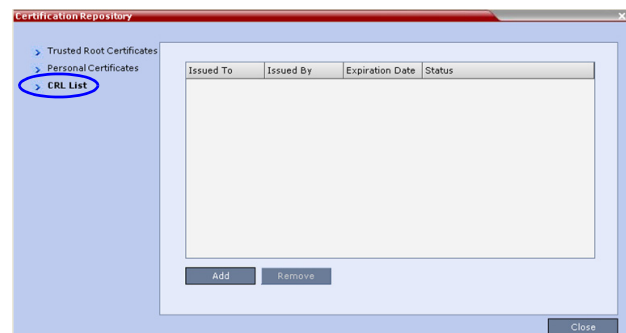 Certification Repository
Trusted Root Certificates
Personal Certificates
CRL List
Issued To Issued By Expiration Date Status
Add Remove
Close